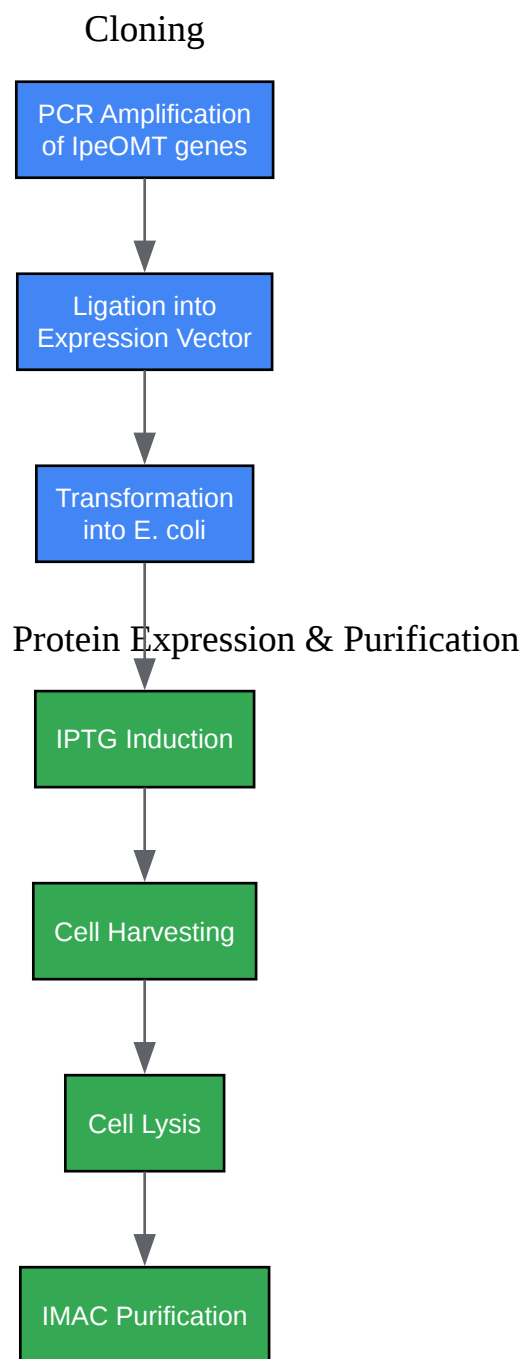 Cloning
PCR Amplification
of IpeOMT genes
Ligation into
Expression Vector
Transformation
into E. coli
Protein Expression & Purification
IPTG Induction
Cell Harvesting
Cell Lysis
IMAC Purification